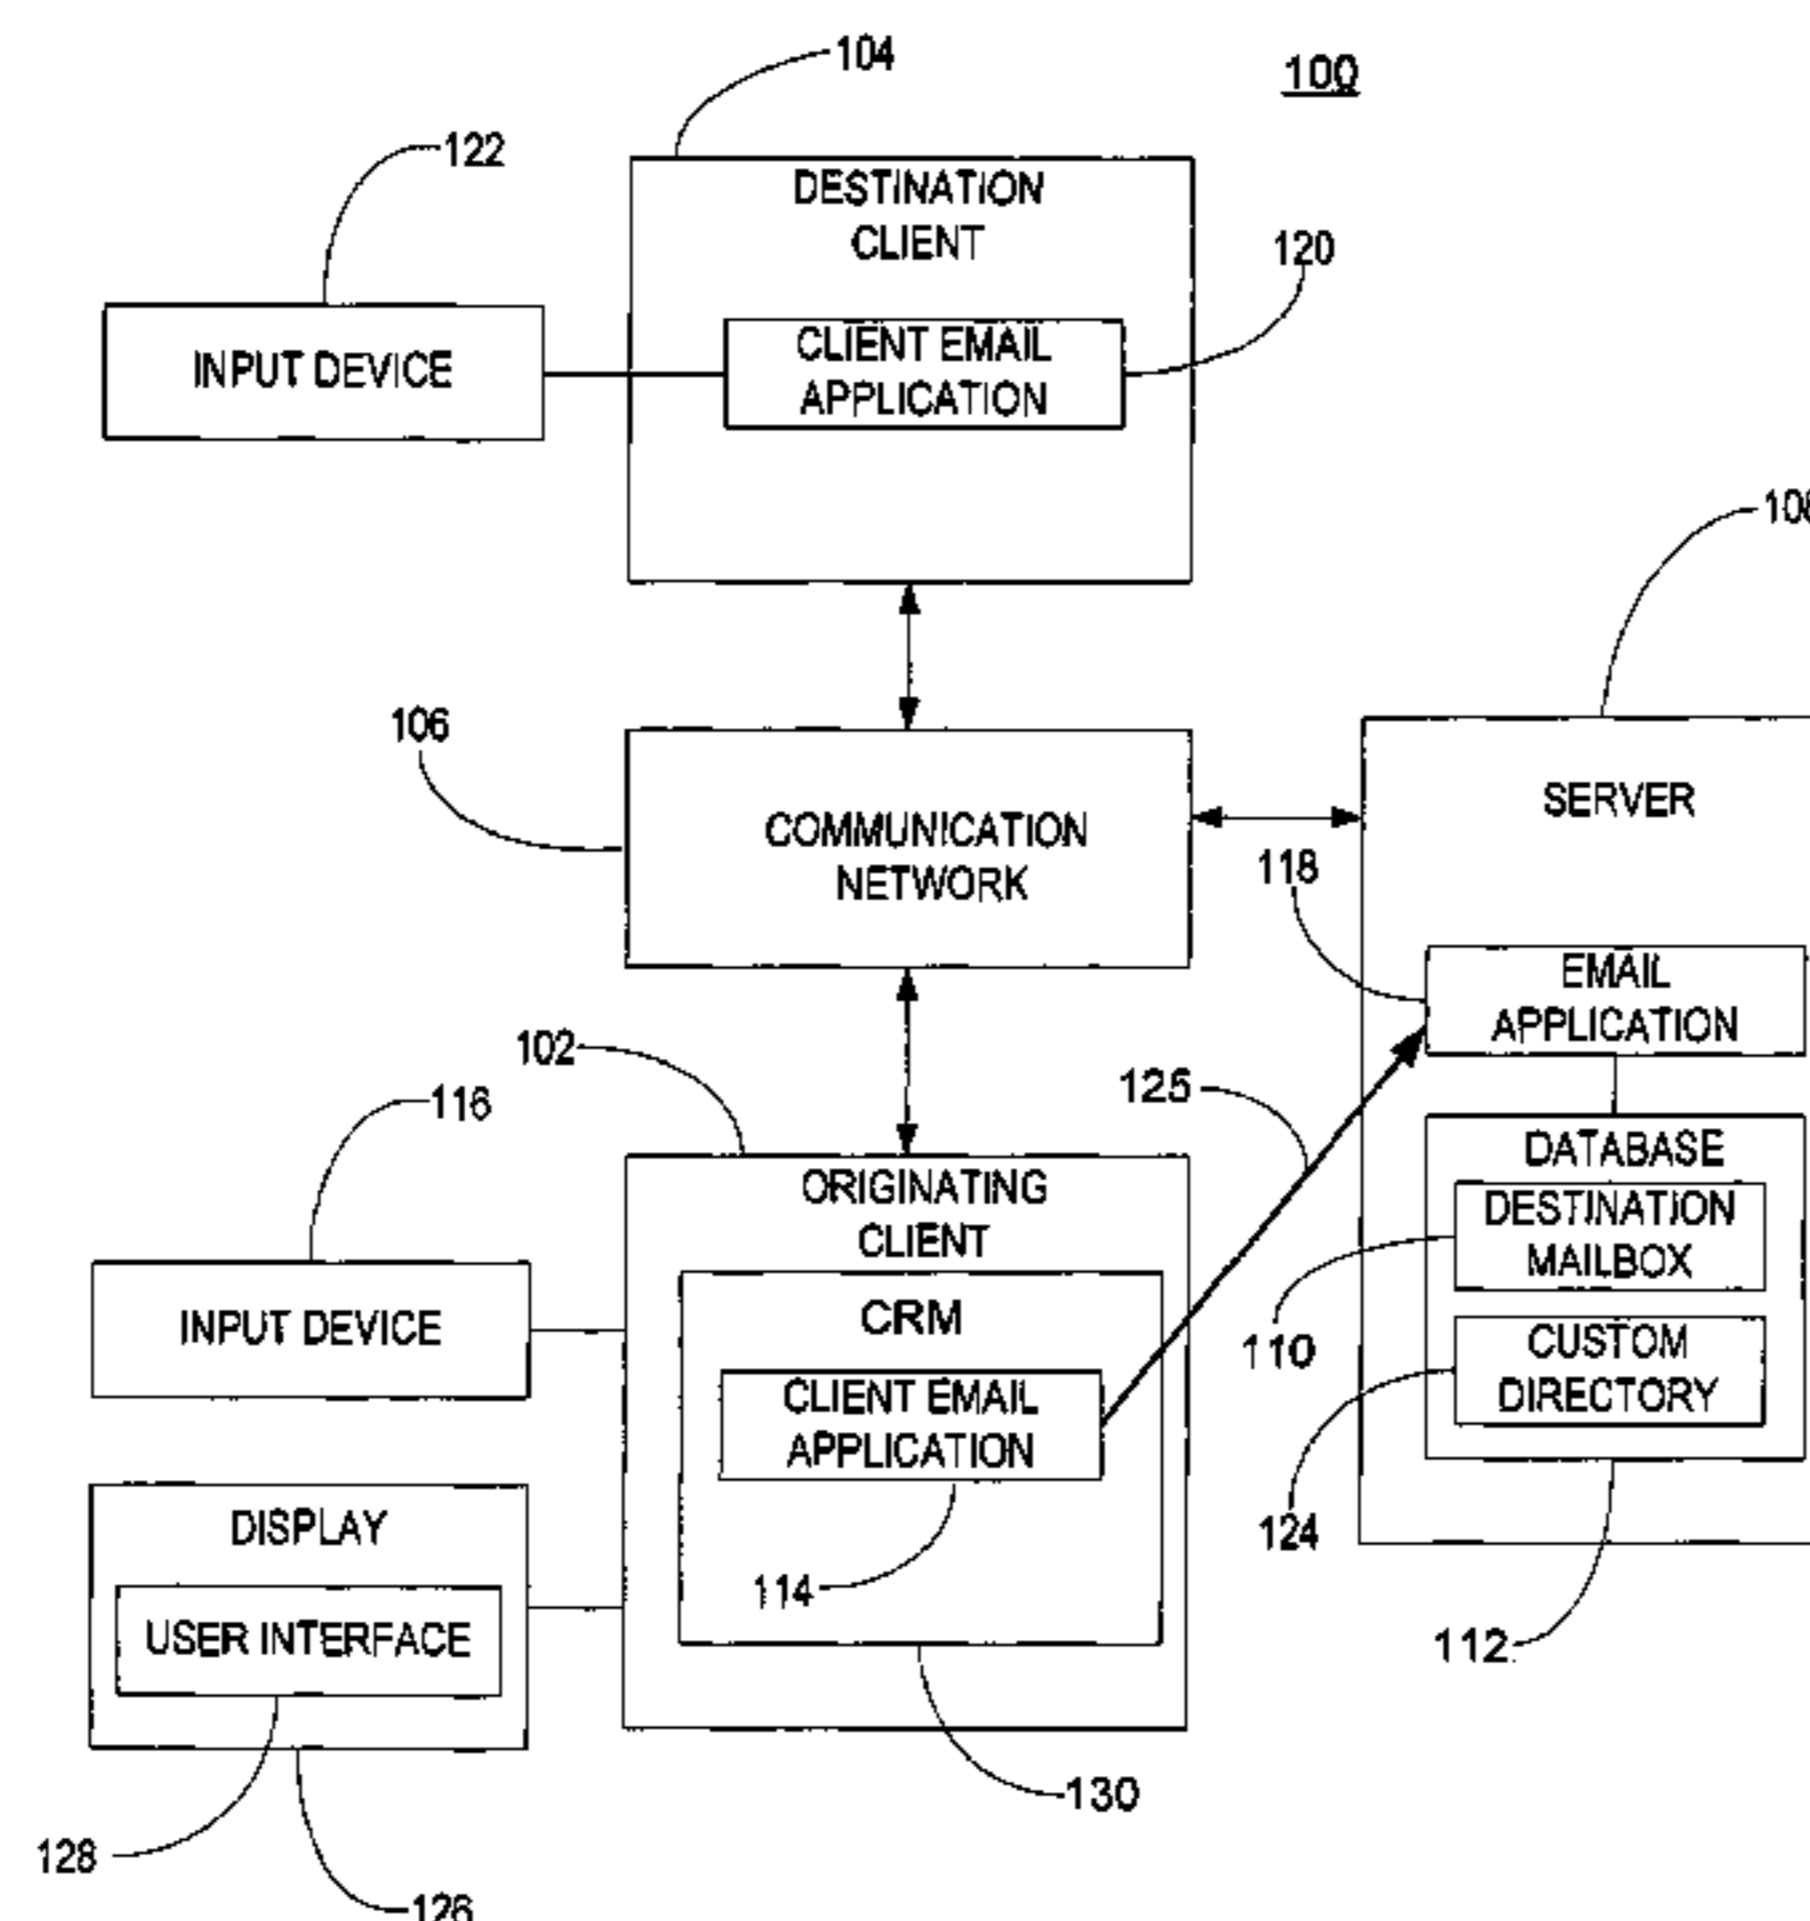 104
100
122
DESTINATION
CLIENT
120
INPUT DEVICE
CLIENT EMAIL
APPLICATION
106
COMMUNICATION
NETWORK
SERVER
118
EMAIL
APPLICATION
102
116
125
DATABASE
DESTINATION
MAILBOX
ORIGINATING
CLIENT
CRM
INPUT DEVICE
110
CUSTOM
DIRECTORY
CLIENT EMAIL
APPLICATION
DISPLAY
124
114
USER INTERFACE
112
130
128
126